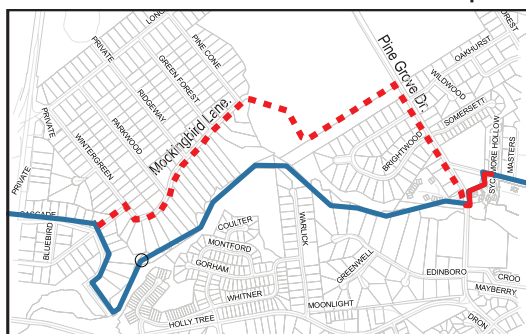 LONG
PRIVATE
PINE CONE
GREEN FOREST
RIDGEWAY
PARKWOOD
WINTERGREEN
PRIVATE
PRIVATE
Mockingbird Lane.
Pine Grove Dr.
OAKHURST
WILDWOOD
SOMERSETT
BRIGHTWOOD
SYCAMORE HOLLOW
MASTERS
CASCADE
BLUEBIRD
COULTER
MONTFORD
GORHAM
WHITNER
WARLICK
GREENWELL
EDINBORO
CROO
MAYBERRY
MOONLIGHT
HOLLY TREE
DRON